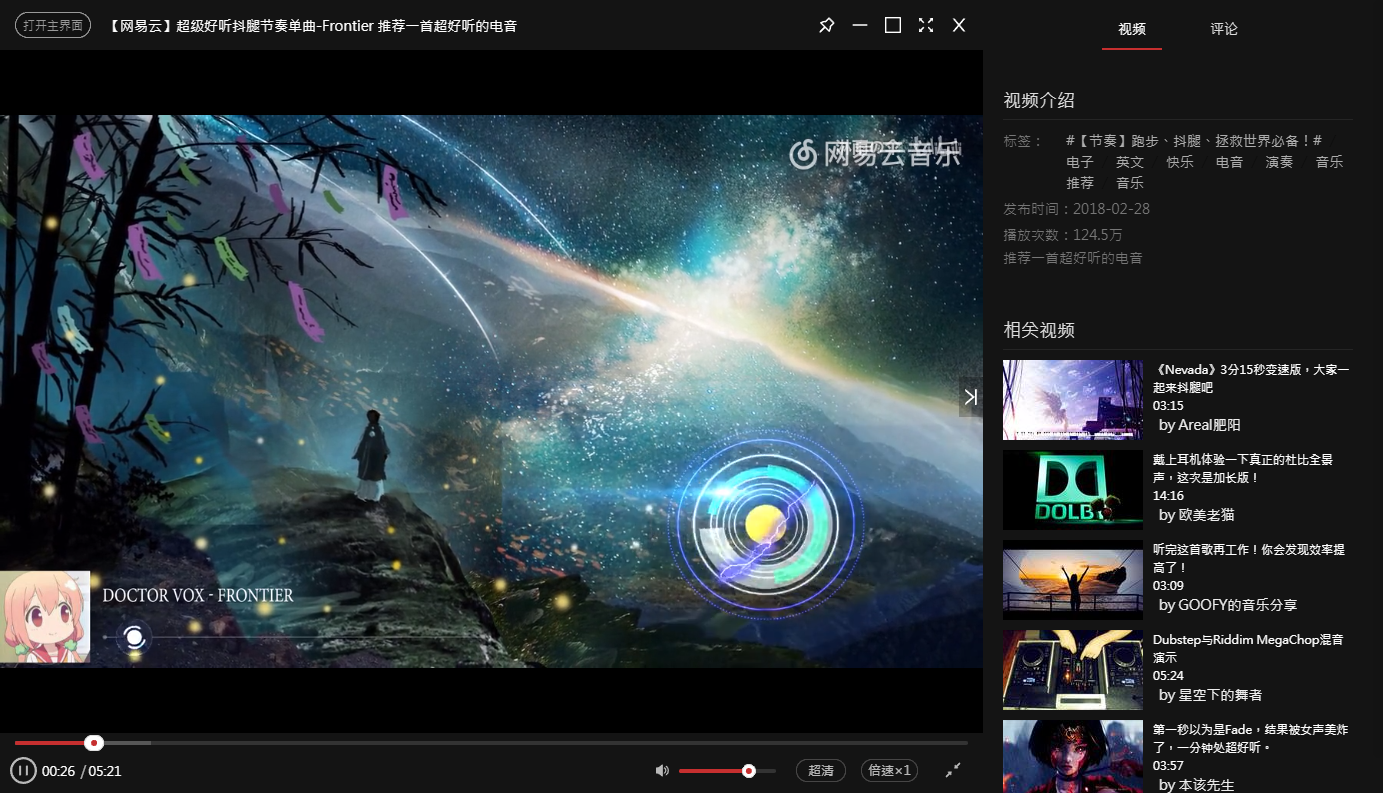 打开主界面
【网易云】超级好听抖腿节奏单曲-Frontier 推荐一首超好听的电音
网易云音乐
DOCTOR VOX - FRONTIER
00:26 / 05:21
超清
倍速×1
视频
评论
视频介绍
标签：
#【节奏】跑步、抖腿、拯救世界必备！#
电子 英文 快乐 电音 演奏 音乐
推荐 音乐
发布时间：2018-02-28
播放次数：124.5万
推荐一首超好听的电音
相关视频
《Nevada》3分15秒变速版，大家一
起来抖腿吧
03:15
by Areal肥阳
DOLBY
戴上耳机体验一下真正的杜比全景
声，这次是加长版！
14:16
by 欧美老猫
听完这首歌再工作！你会发现效率提
高了！
03:09
by GOOFY的音乐分享
Dubstep与Riddim MegaChop混音
演示
05:24
by 星空下的舞者
第一秒以为是Fade，结果被女声美炸
了，一分钟处超好听。
03:57
by 本该先生